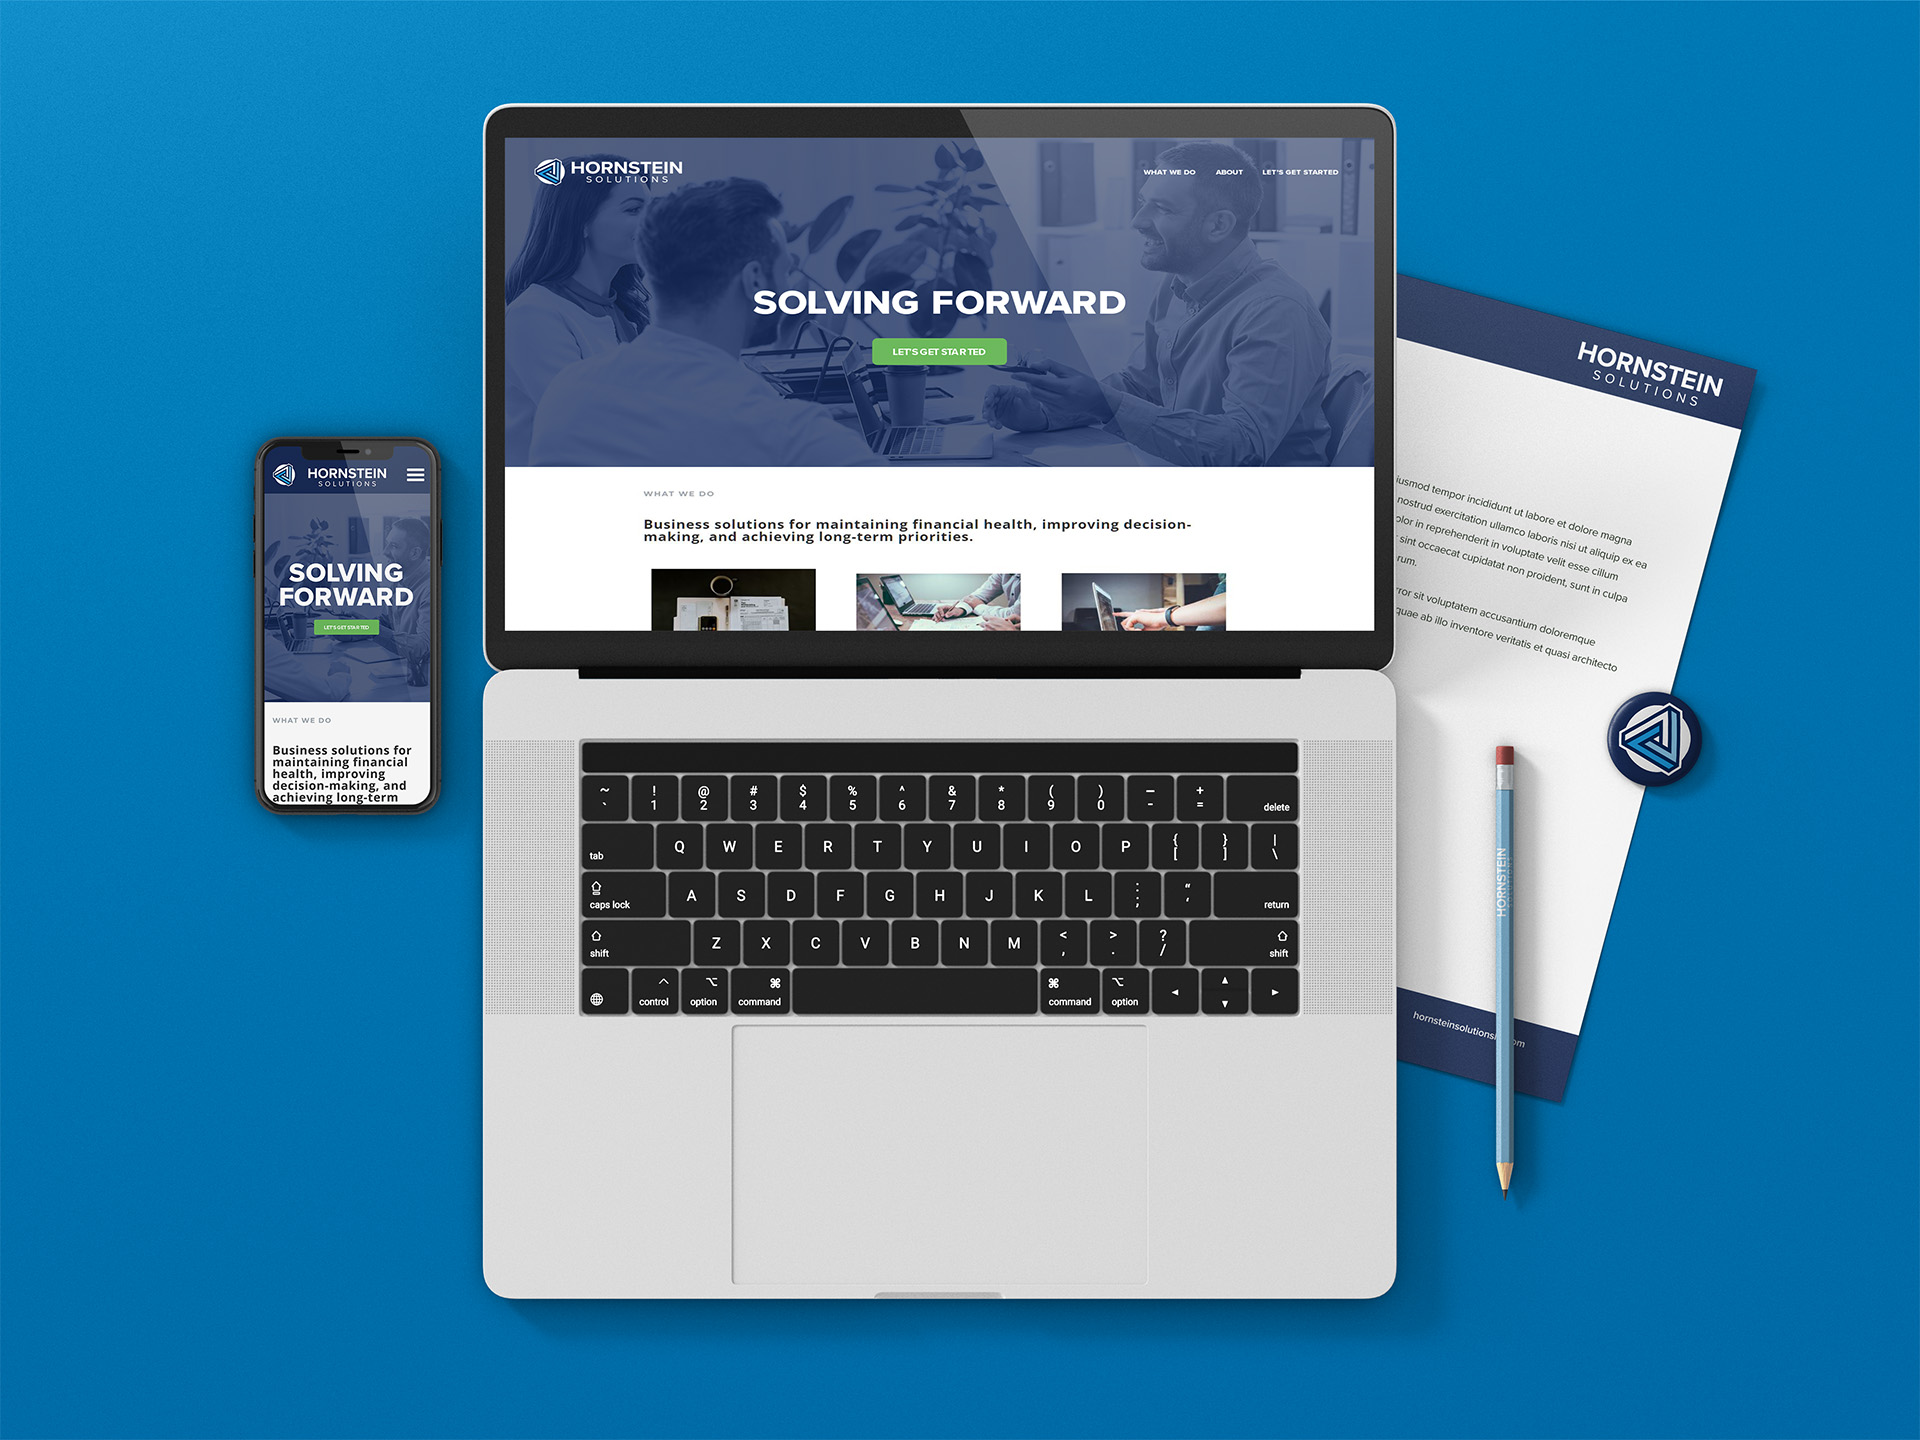 HORNSTEIN
SOLUTIONS
WHAT WE DO
ABOUT
LET'S GET STARTED
SOLVING FORWARD
LET'S GET STARTED
WHAT WE DO
Business solutions for maintaining financial health, improving decision-
making, and achieving long-term priorities.
HORNSTEIN
SOLUTIONS
SOLVING
FORWARD
LET'S GET STARTED
WHAT WE DO
Business solutions for
maintaining financial
health, improving
decision-making, and
achieving long-term
HORNSTEIN
SOLUTIONS
iusmod tempor incididunt ut labore et dolore magna
nostrud exercitation ullamco laboris nisi ut aliquip ex ea
olor in reprehenderit in voluptate velit esse cillum
sint occaecat cupidatat non proident, sunt in culpa
rum.
ror sit voluptatem accusantium doloremque
quae ab illo inventore veritatis et quasi architecto
HORNSTEIN
SOLUTIONS
~ ! @ # $ % ^ & * ( ) — +
` 1 2 3 4 5 6 7 8 9 0 - = delete
tab Q W E R T Y U I O P { [ } ] | \
caps lock A S D F G H J K L : ; “ ‘ return
shift Z X C V B N M < , > . ? / shift
control option command command option